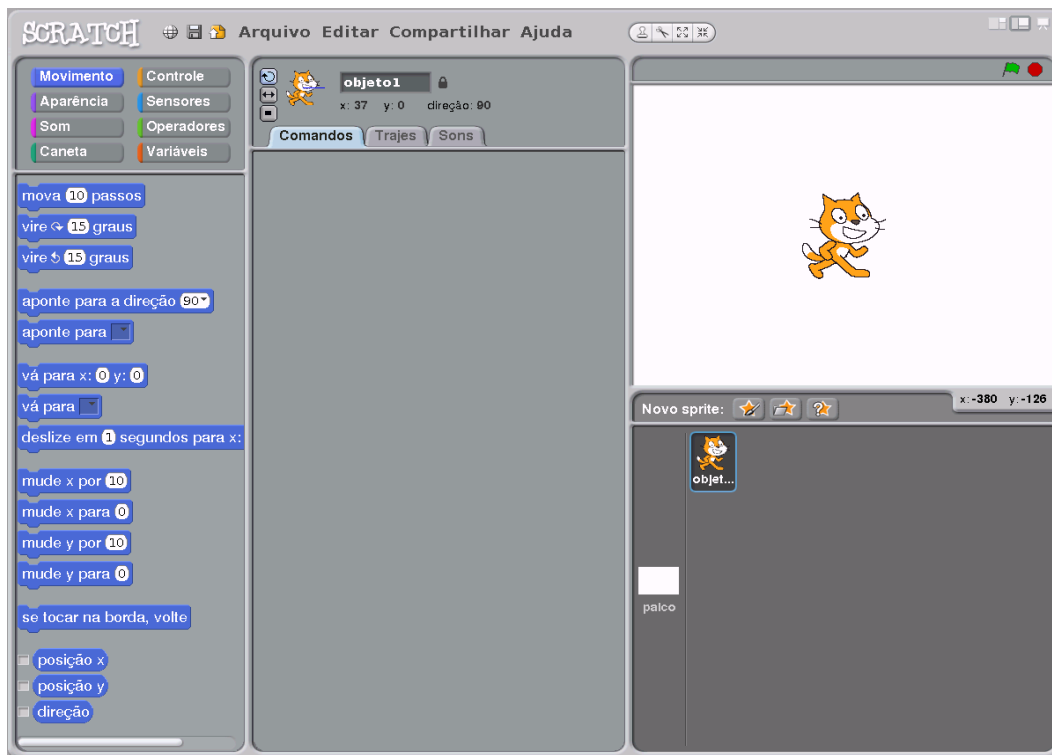 SCRATCH Arquivo Editar Compartilhar Ajuda
Movimento Controle
Aparência Sensores
Som Operadores
Caneta Variáveis
mova 10 passos
vire 15 graus
vire 15 graus
aponte para a direção 90
aponte para
vá para x: 0 y: 0
vá para
deslize em 1 segundos para x:
mude x por 10
mude x para 0
mude y por 10
mude y para 0
se tocar na borda, volte
posição x
posição y
direção
objeto1
x: 37 y: 0 direção: 90
Comandos Trajes Sons
x:-380 y:-126
Novo sprite:
objet...
palco